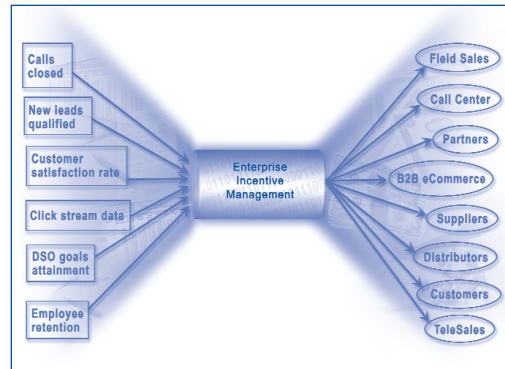 Calls
closed
New leads
qualified
Customer
satisfaction rate
Click stream data
DSO goals
attainment
Employee
retention
Enterprise
Incentive
Management
Field Sales
Call Center
Partners
B2B eCommerce
Suppliers
Distributors
Customers
TeleSales